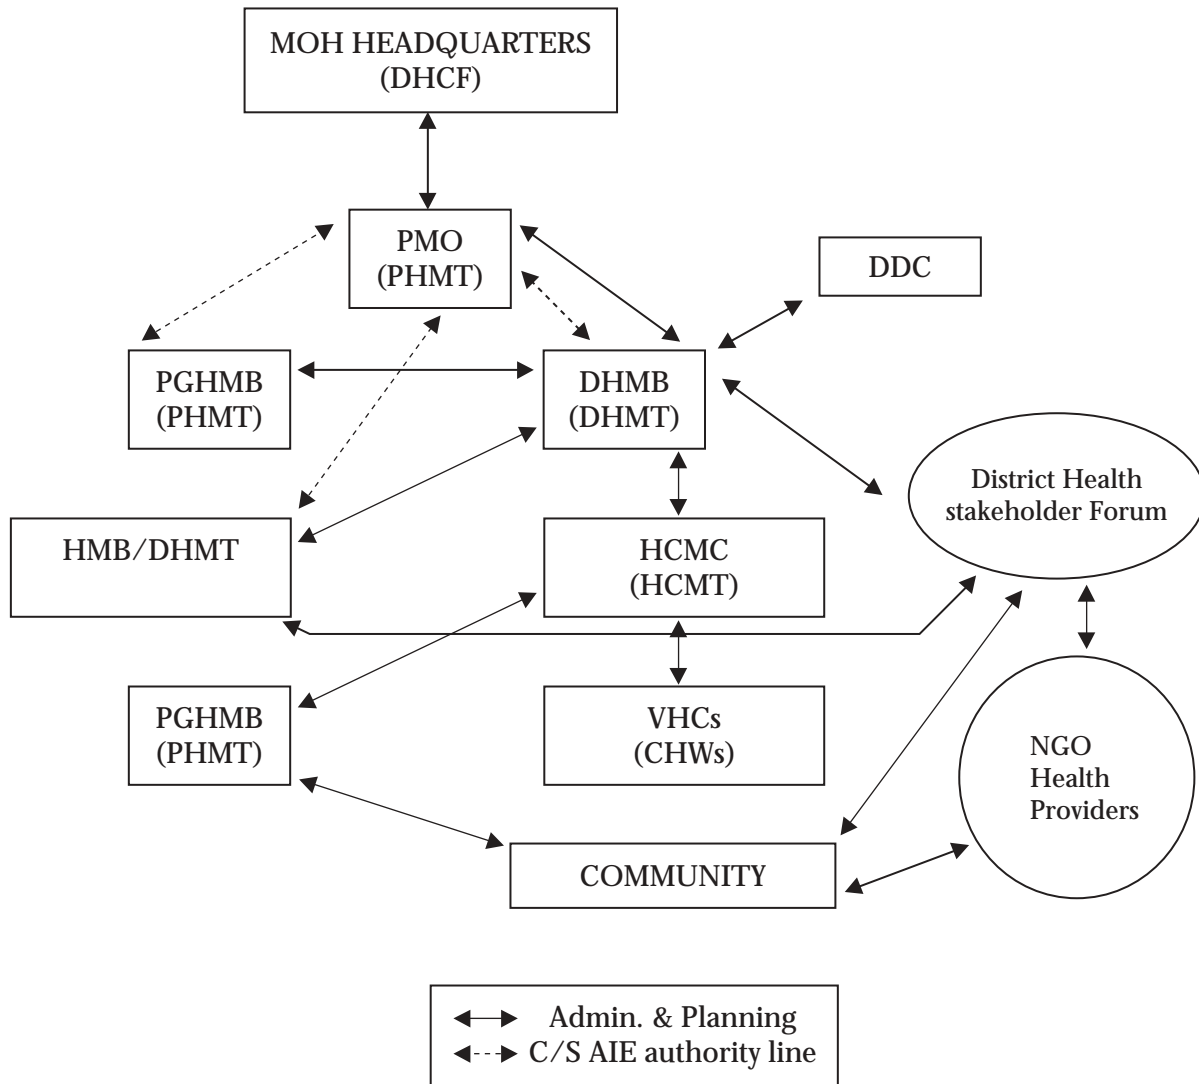 MOH HEADQUARTERS
(DHCF)
PMO
(PHMT)
DDC
PGHMB
(PHMT)
DHMB
(DHMT)
District Health
stakeholder Forum
HMB/DHMT
HCMC
(HCMT)
PGHMB
(PHMT)
VHCs
(CHWs)
NGO
Health
Providers
COMMUNITY
Admin. & Planning
C/S AIE authority line